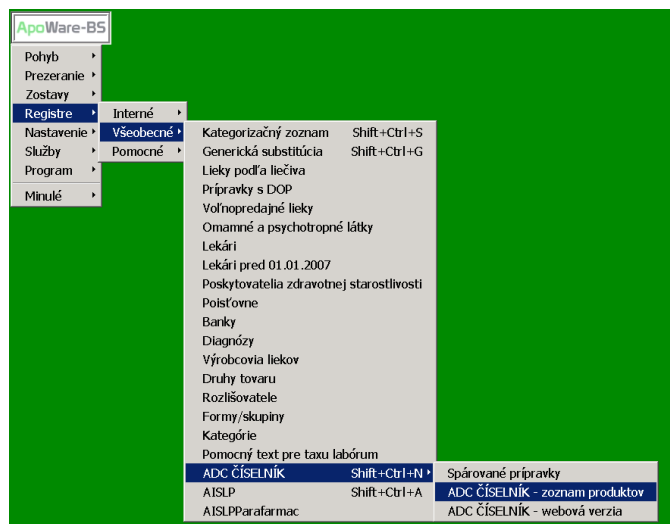 ApoWare-BS
Pohyb
Prezeranie
Zostavy
Registre
Nastavenie
Služby
Program
Minulé
Interné
Všeobecné
Pomocné
Kategorizačný zoznam Shift+Ctrl+S
Generická substitúcia Shift+Ctrl+G
Lieky podľa liečiva
Prípravky s DOP
Voľnopredajné lieky
Omamné a psychotropné látky
Lekári
Lekári pred 01.01.2007
Poskytovatelia zdravotnej starostlivosti
Poisťovne
Banky
Diagnózy
Výrobcovia liekov
Druhy tovaru
Rozlišovatele
Formy/skupiny
Kategórie
Pomocný text pre taxu labórum
ADC ČÍSELNÍK Shift+Ctrl+N
AISLP Shift+Ctrl+A
AISLPParafarmac
Spárované prípravky
ADC ČÍSELNÍK - zoznam produktov
ADC ČÍSELNÍK - webová verzia